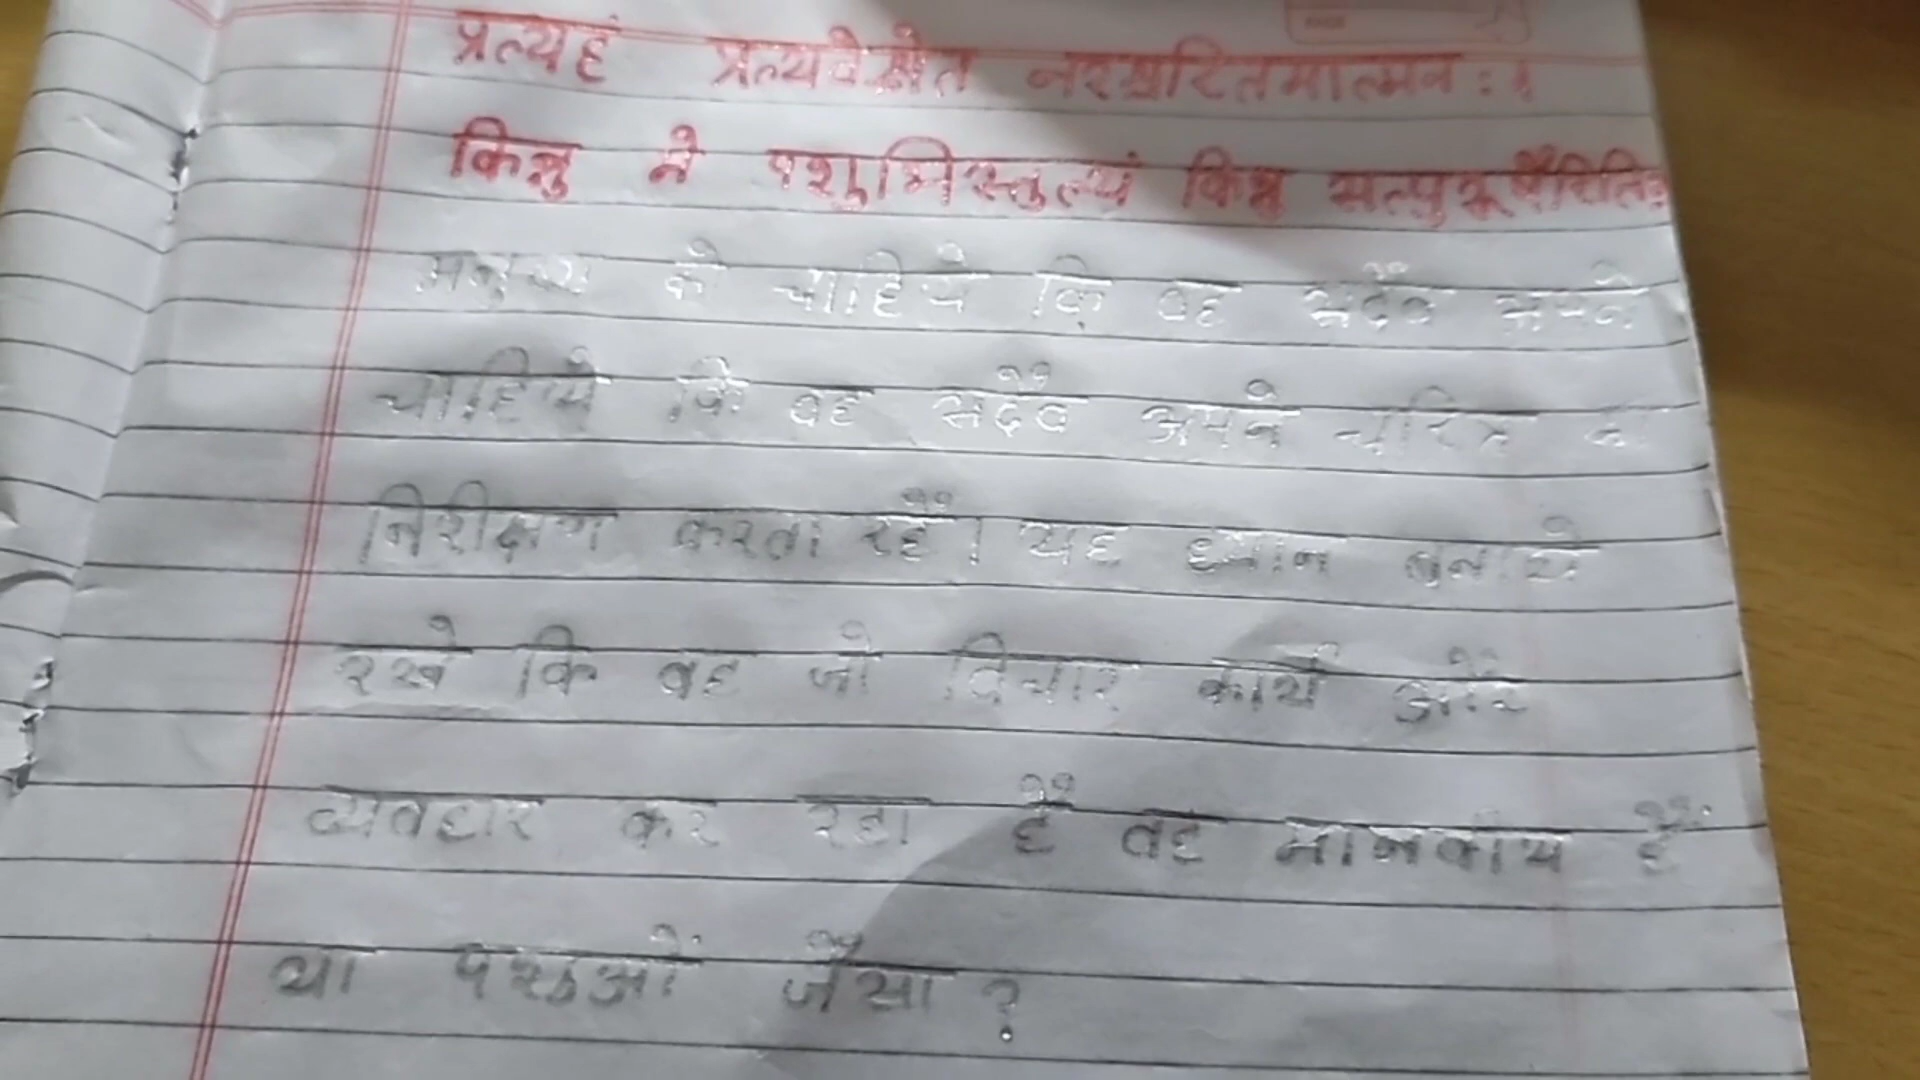 प्रत्यहं प्रत्यवेक्षेत नरश्चरितमात्मनः ।
किन्नु ने पशुभिस्तुल्यं किन्नु सत्पुरूषैरिति
मनुष्य को चाहिये कि वह सदैव अपने
चाहिये कि वह सदैव अपने चरित्र का
निरीक्षण करता रहैं । यह ध्यान बनाये
रखे कि वह जो विचार कार्य और
व्यवहार कर रहा हैं वह मानवीय हैं
या पशुओं जैसा ?